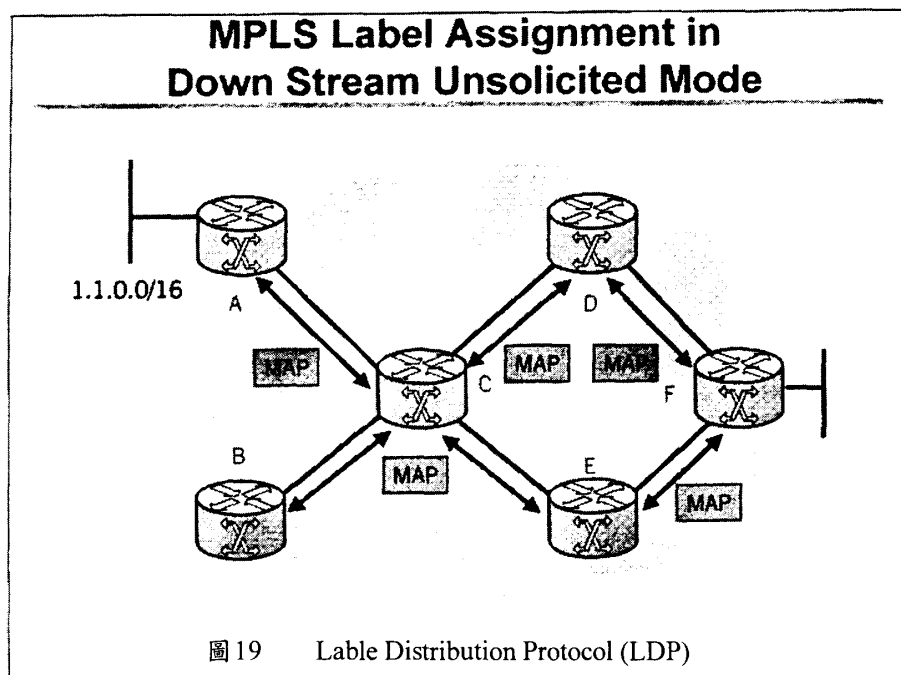 MPLS Label Assignment in
Down Stream Unsolicited Mode
1.1.0.0/16
A
D
MAP
C
MAP
MAP
F
B
MAP
E
MAP
圖19 Lable Distribution Protocol (LDP)